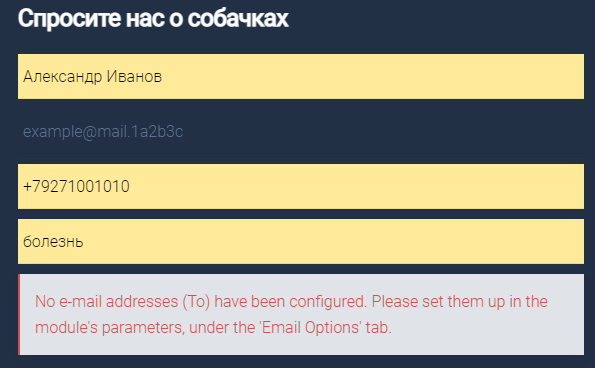 Спросите нас о собачках
Александр Иванов
example@mail.1a2b3c
+79271001010
болезнь
No e-mail addresses (To) have been configured. Please set them up in the
module's parameters, under the 'Email Options' tab.